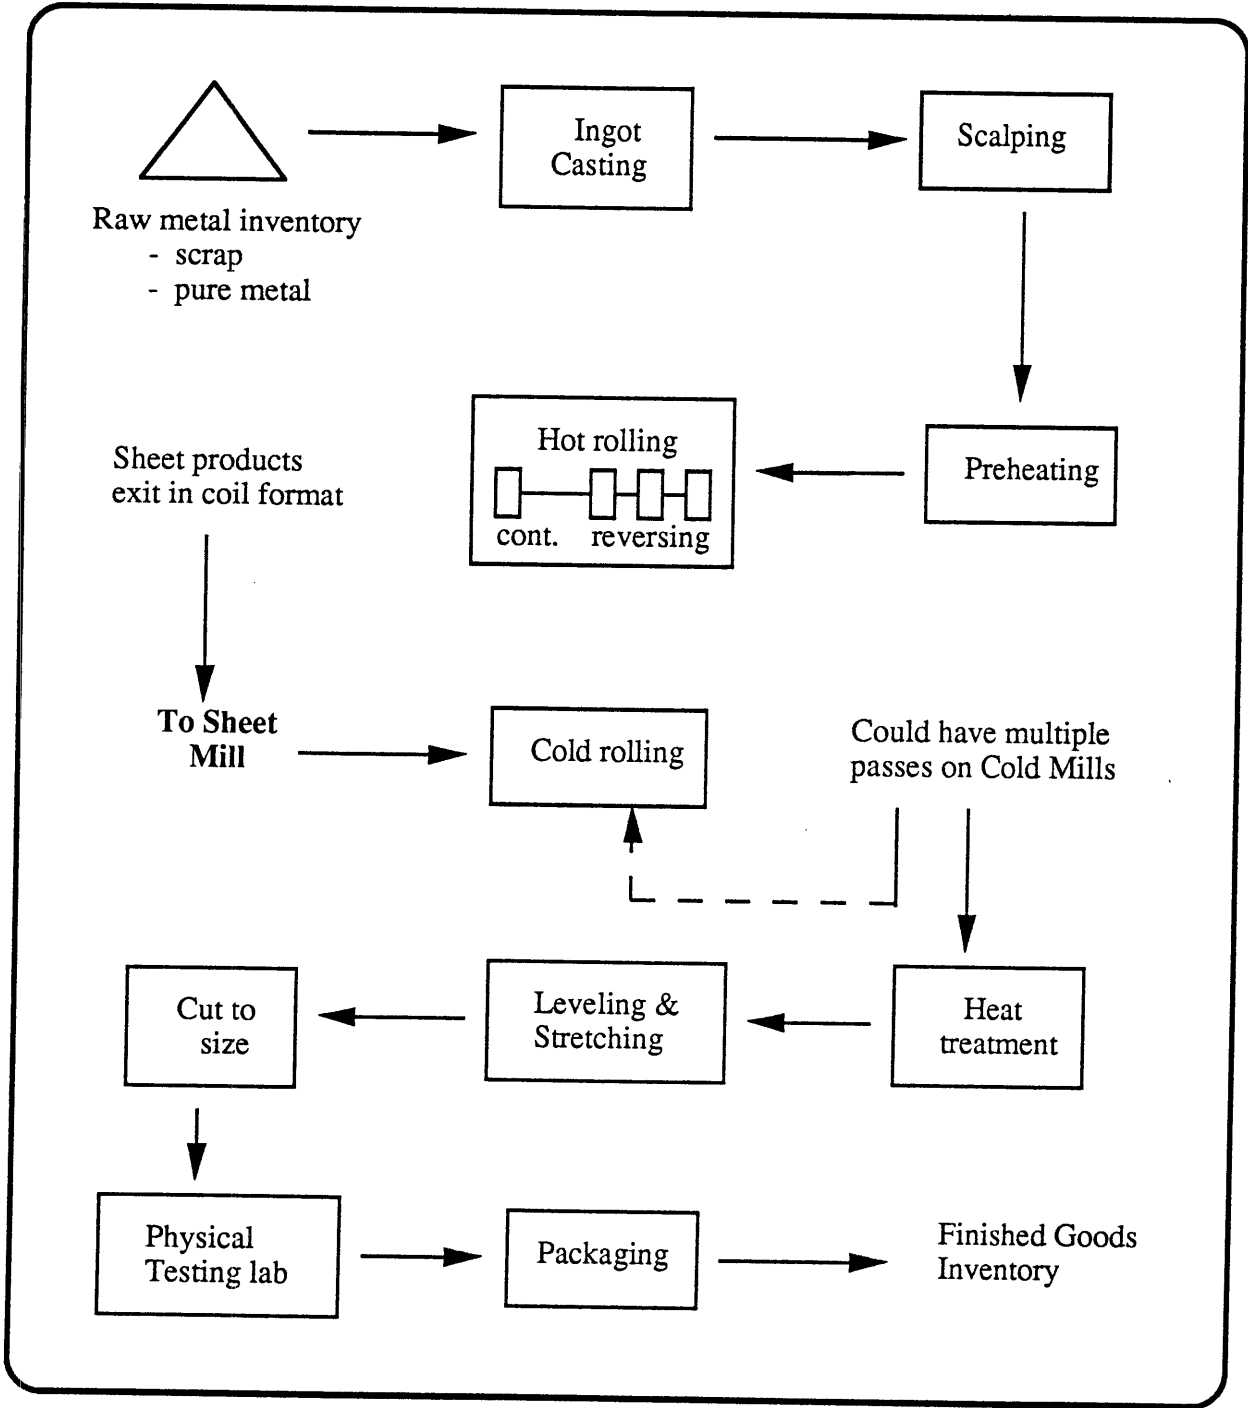 Ingot
Casting
Scalping
Raw metal inventory
- scrap
- pure metal
Hot rolling
cont. reversing
Preheating
Sheet products
exit in coil format
To Sheet
Mill
Cold rolling
Could have multiple
passes on Cold Mills
Cut to
size
Leveling &
Stretching
Heat
treatment
Physical
Testing lab
Packaging
Finished Goods
Inventory